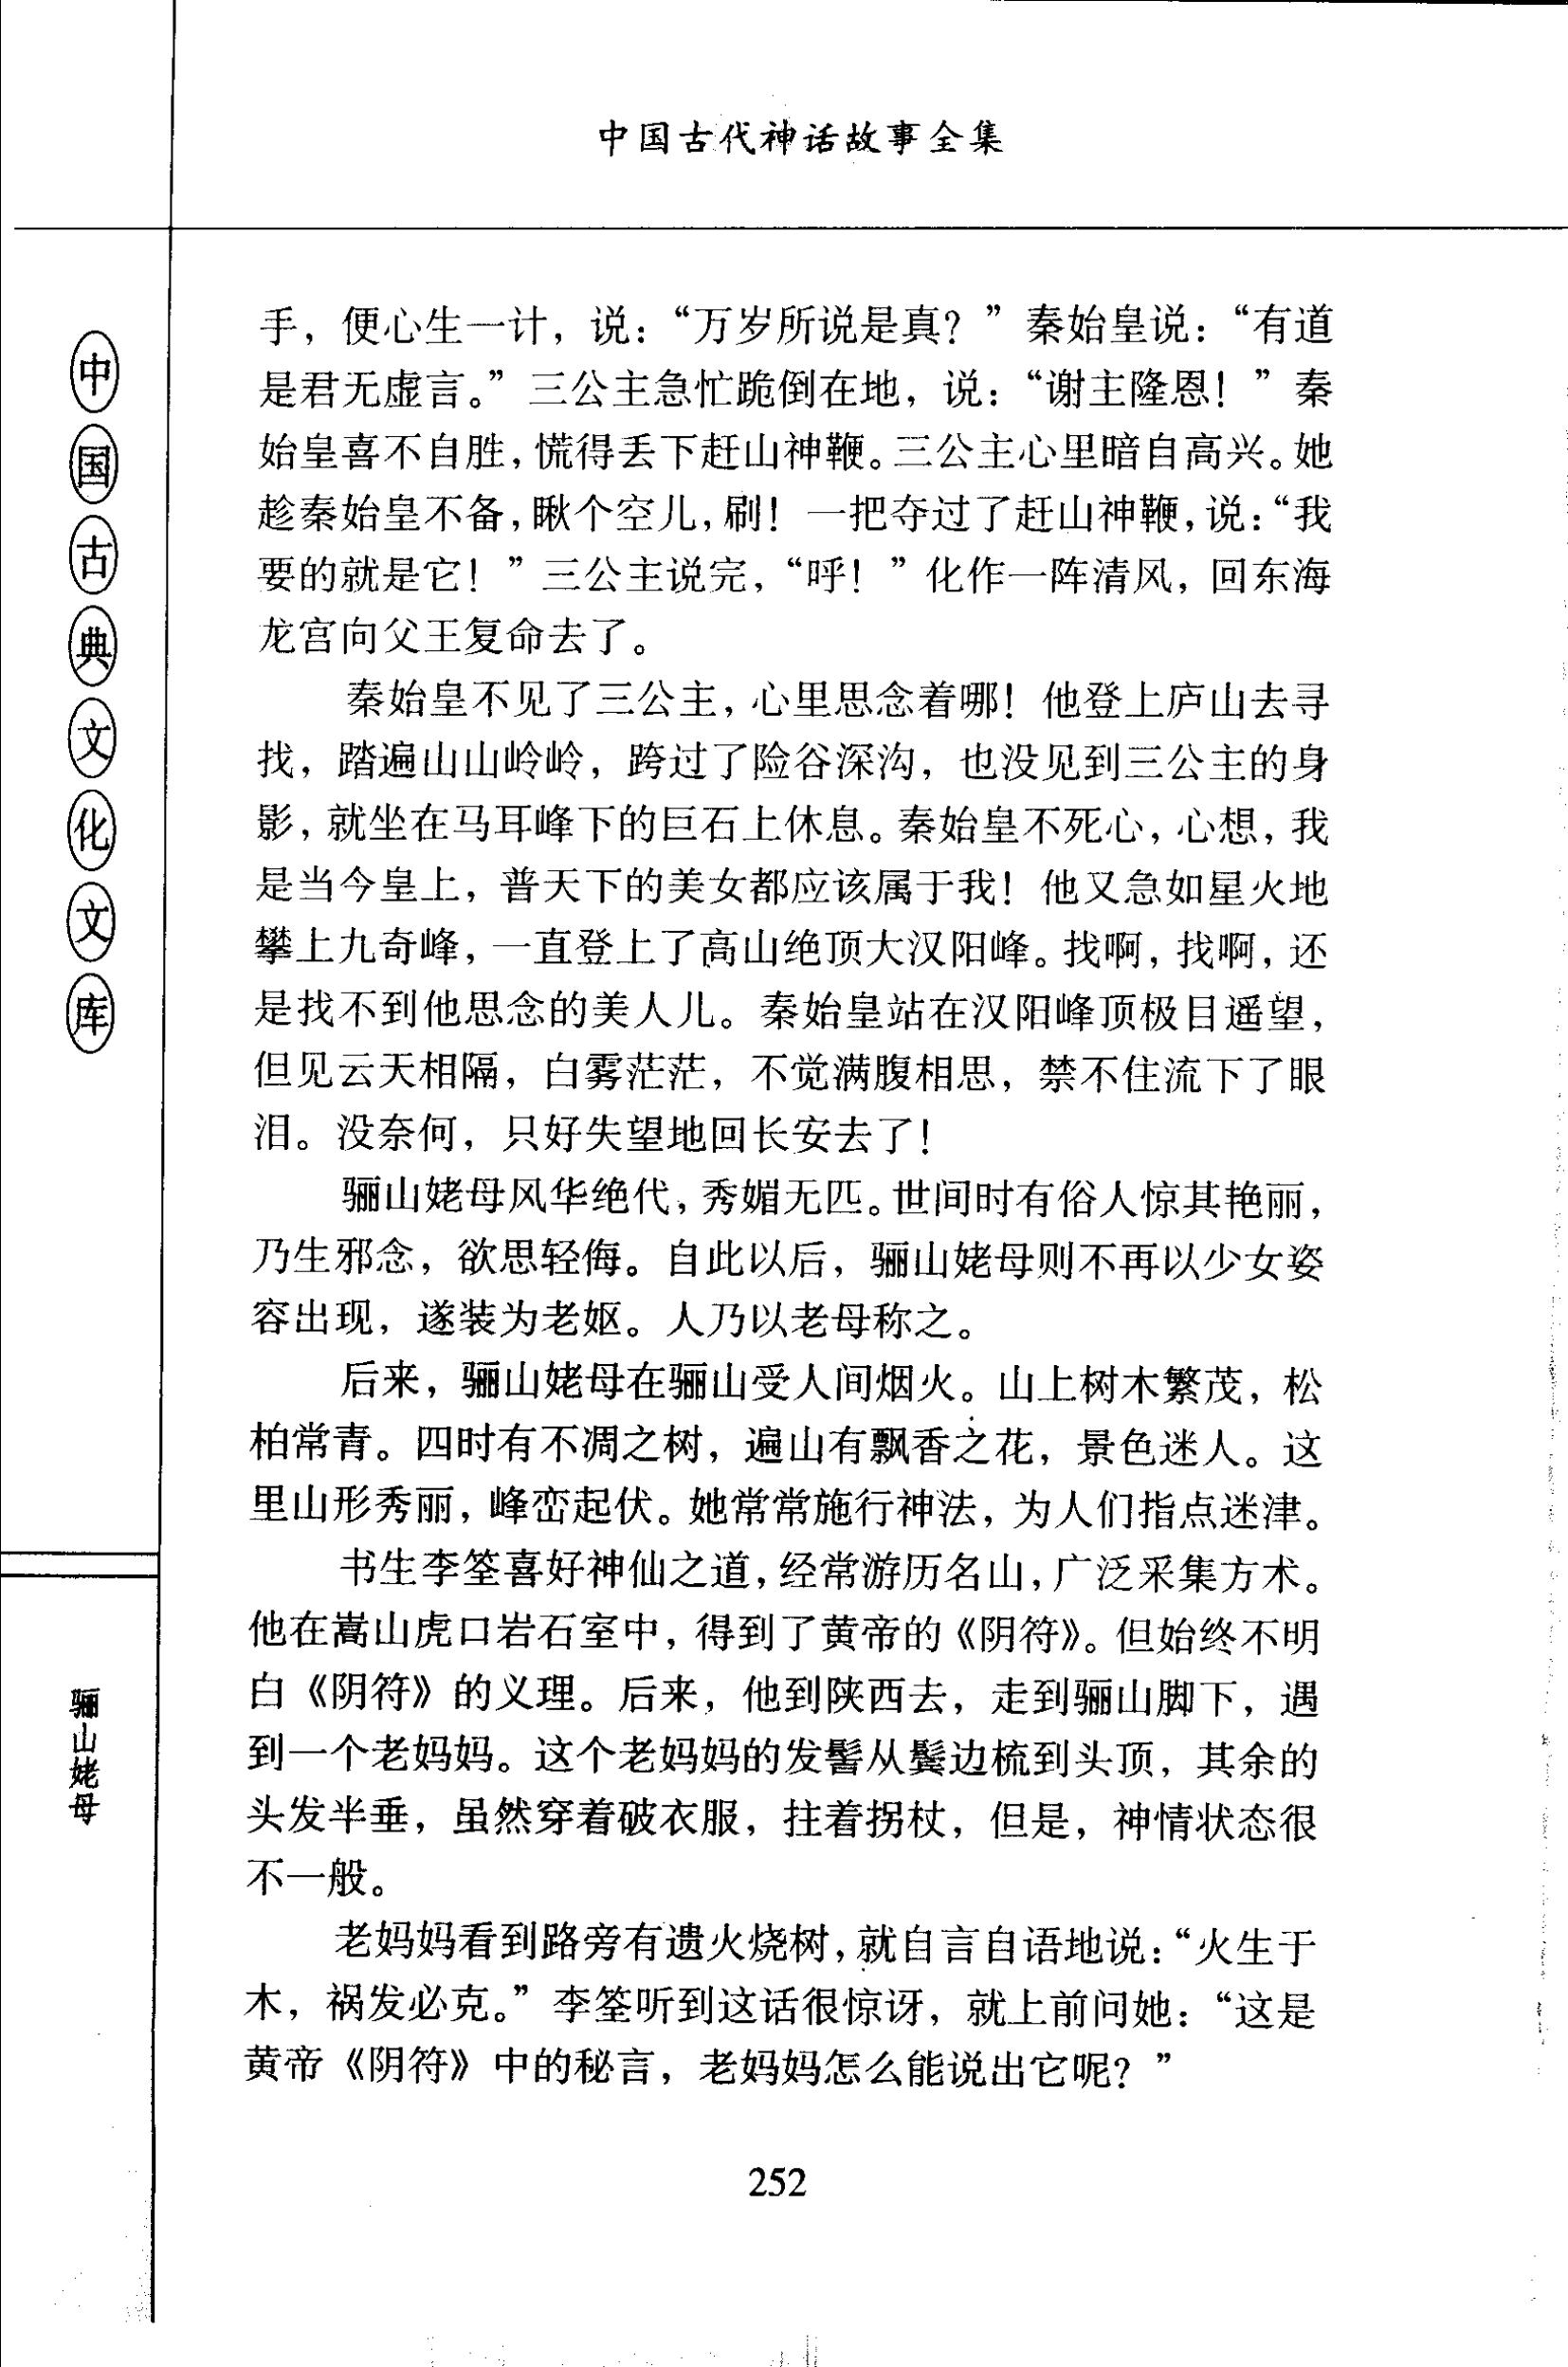 中国古代神话故事全集
中国古典文化文库
骊山姥母
手，便心生一计，说：“万岁所说是真？”秦始皇说：“有道
是君无虚言。”三公主急忙跪倒在地，说：“谢主隆恩！”秦
始皇喜不自胜，慌得丢下赶山神鞭。三公主心里暗自高兴。她
趁秦始皇不备，瞅个空儿，刷！一把夺过了赶山神鞭，说：“我
要的就是它！”三公主说完，“呼！”化作一阵清风，回东海
龙宫向父王复命去了。
秦始皇不见了三公主，心里思念着哪！他登上庐山去寻
找，踏遍山山岭岭，跨过了险谷深沟，也没见到三公主的身
影，就坐在马耳峰下的巨石上休息。秦始皇不死心，心想，我
是当今皇上，普天下的美女都应该属于我！他又急如星火地
攀上九奇峰，一直登上了高山绝顶大汉阳峰。找啊，找啊，还
是找不到他思念的美人儿。秦始皇站在汉阳峰顶极目遥望，
但见云天相隔，白雾茫茫，不觉满腹相思，禁不住流下了眼
泪。没奈何，只好失望地回长安去了！
骊山姥母风华绝代，秀媚无匹。世间时有俗人惊其艳丽，
乃生邪念，欲思轻侮。自此以后，骊山姥母则不再以少女姿
容出现，遂装为老妪。人乃以老母称之。
后来，骊山姥母在骊山受人间烟火。山上树木繁茂，松
柏常青。四时有不凋之树，遍山有飘香之花，景色迷人。这
里山形秀丽，峰峦起伏。她常常施行神法，为人们指点迷津。
书生李筌喜好神仙之道，经常游历名山，广泛采集方术。
他在嵩山虎口岩石室中，得到了黄帝的《阴符》。但始终不明
白《阴符》的义理。后来，他到陕西去，走到骊山脚下，遇
到一个老妈妈。这个老妈妈的发髻从鬓边梳到头顶，其余的
头发半垂，虽然穿着破衣服，拄着拐杖，但是，神情状态很
不一般。
老妈妈看到路旁有遗火烧树，就自言自语地说：“火生于
木，祸发必克。”李筌听到这话很惊讶，就上前问她：“这是
黄帝《阴符》中的秘言，老妈妈怎么能说出它呢？”
252